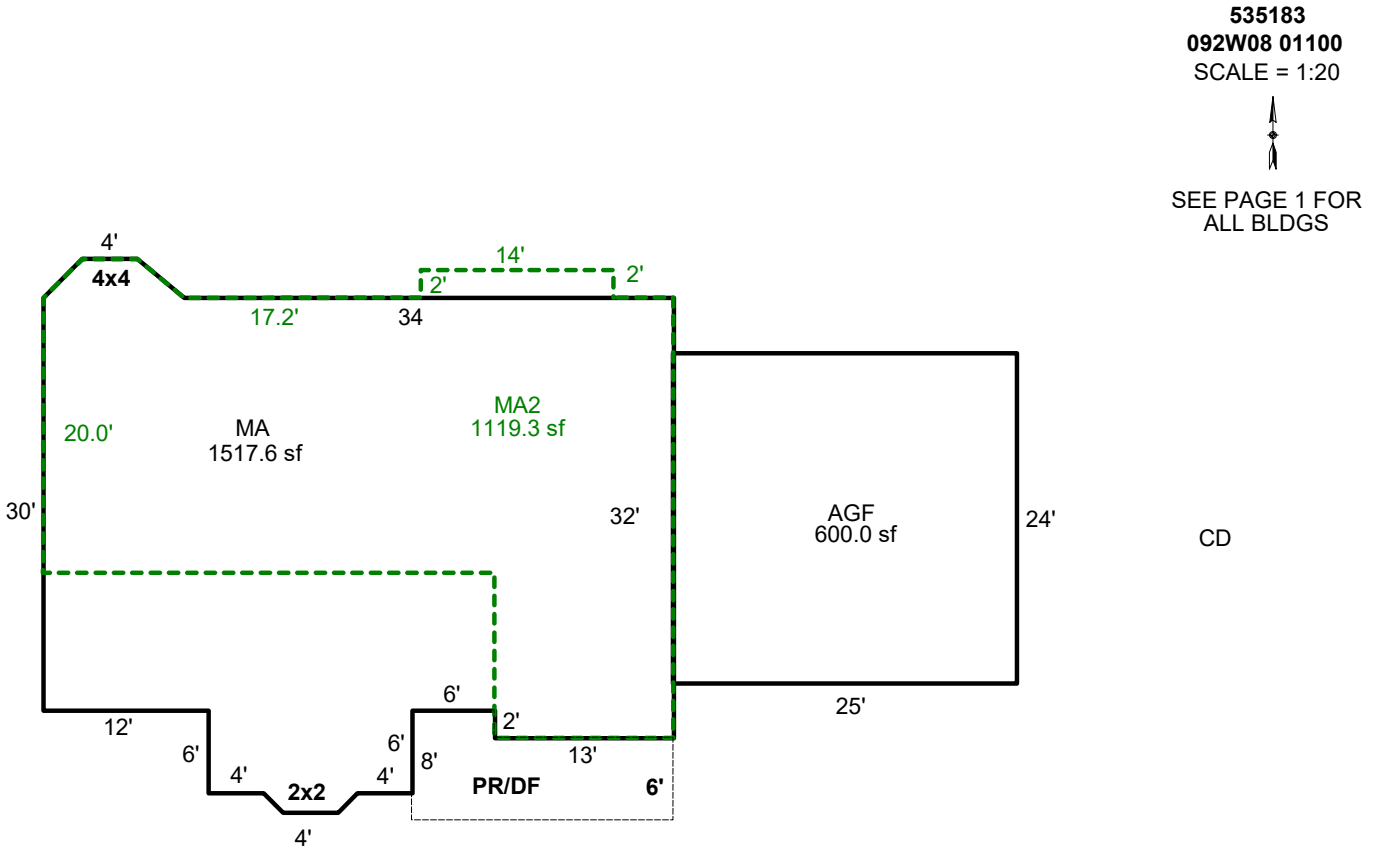 535183
092W08 01100
SCALE = 1:20
SEE PAGE 1 FOR
ALL BLDGS
4'
4x4
14'
2'
2'
17.2'
34
20.0'
MA
1517.6 sf
MA2
1119.3 sf
30'
32'
AGF
600.0 sf
24'
CD
25'
12'
6'
6'
2'
13'
6'
8'
4'
2x2
4'
PR/DF
6'
4'